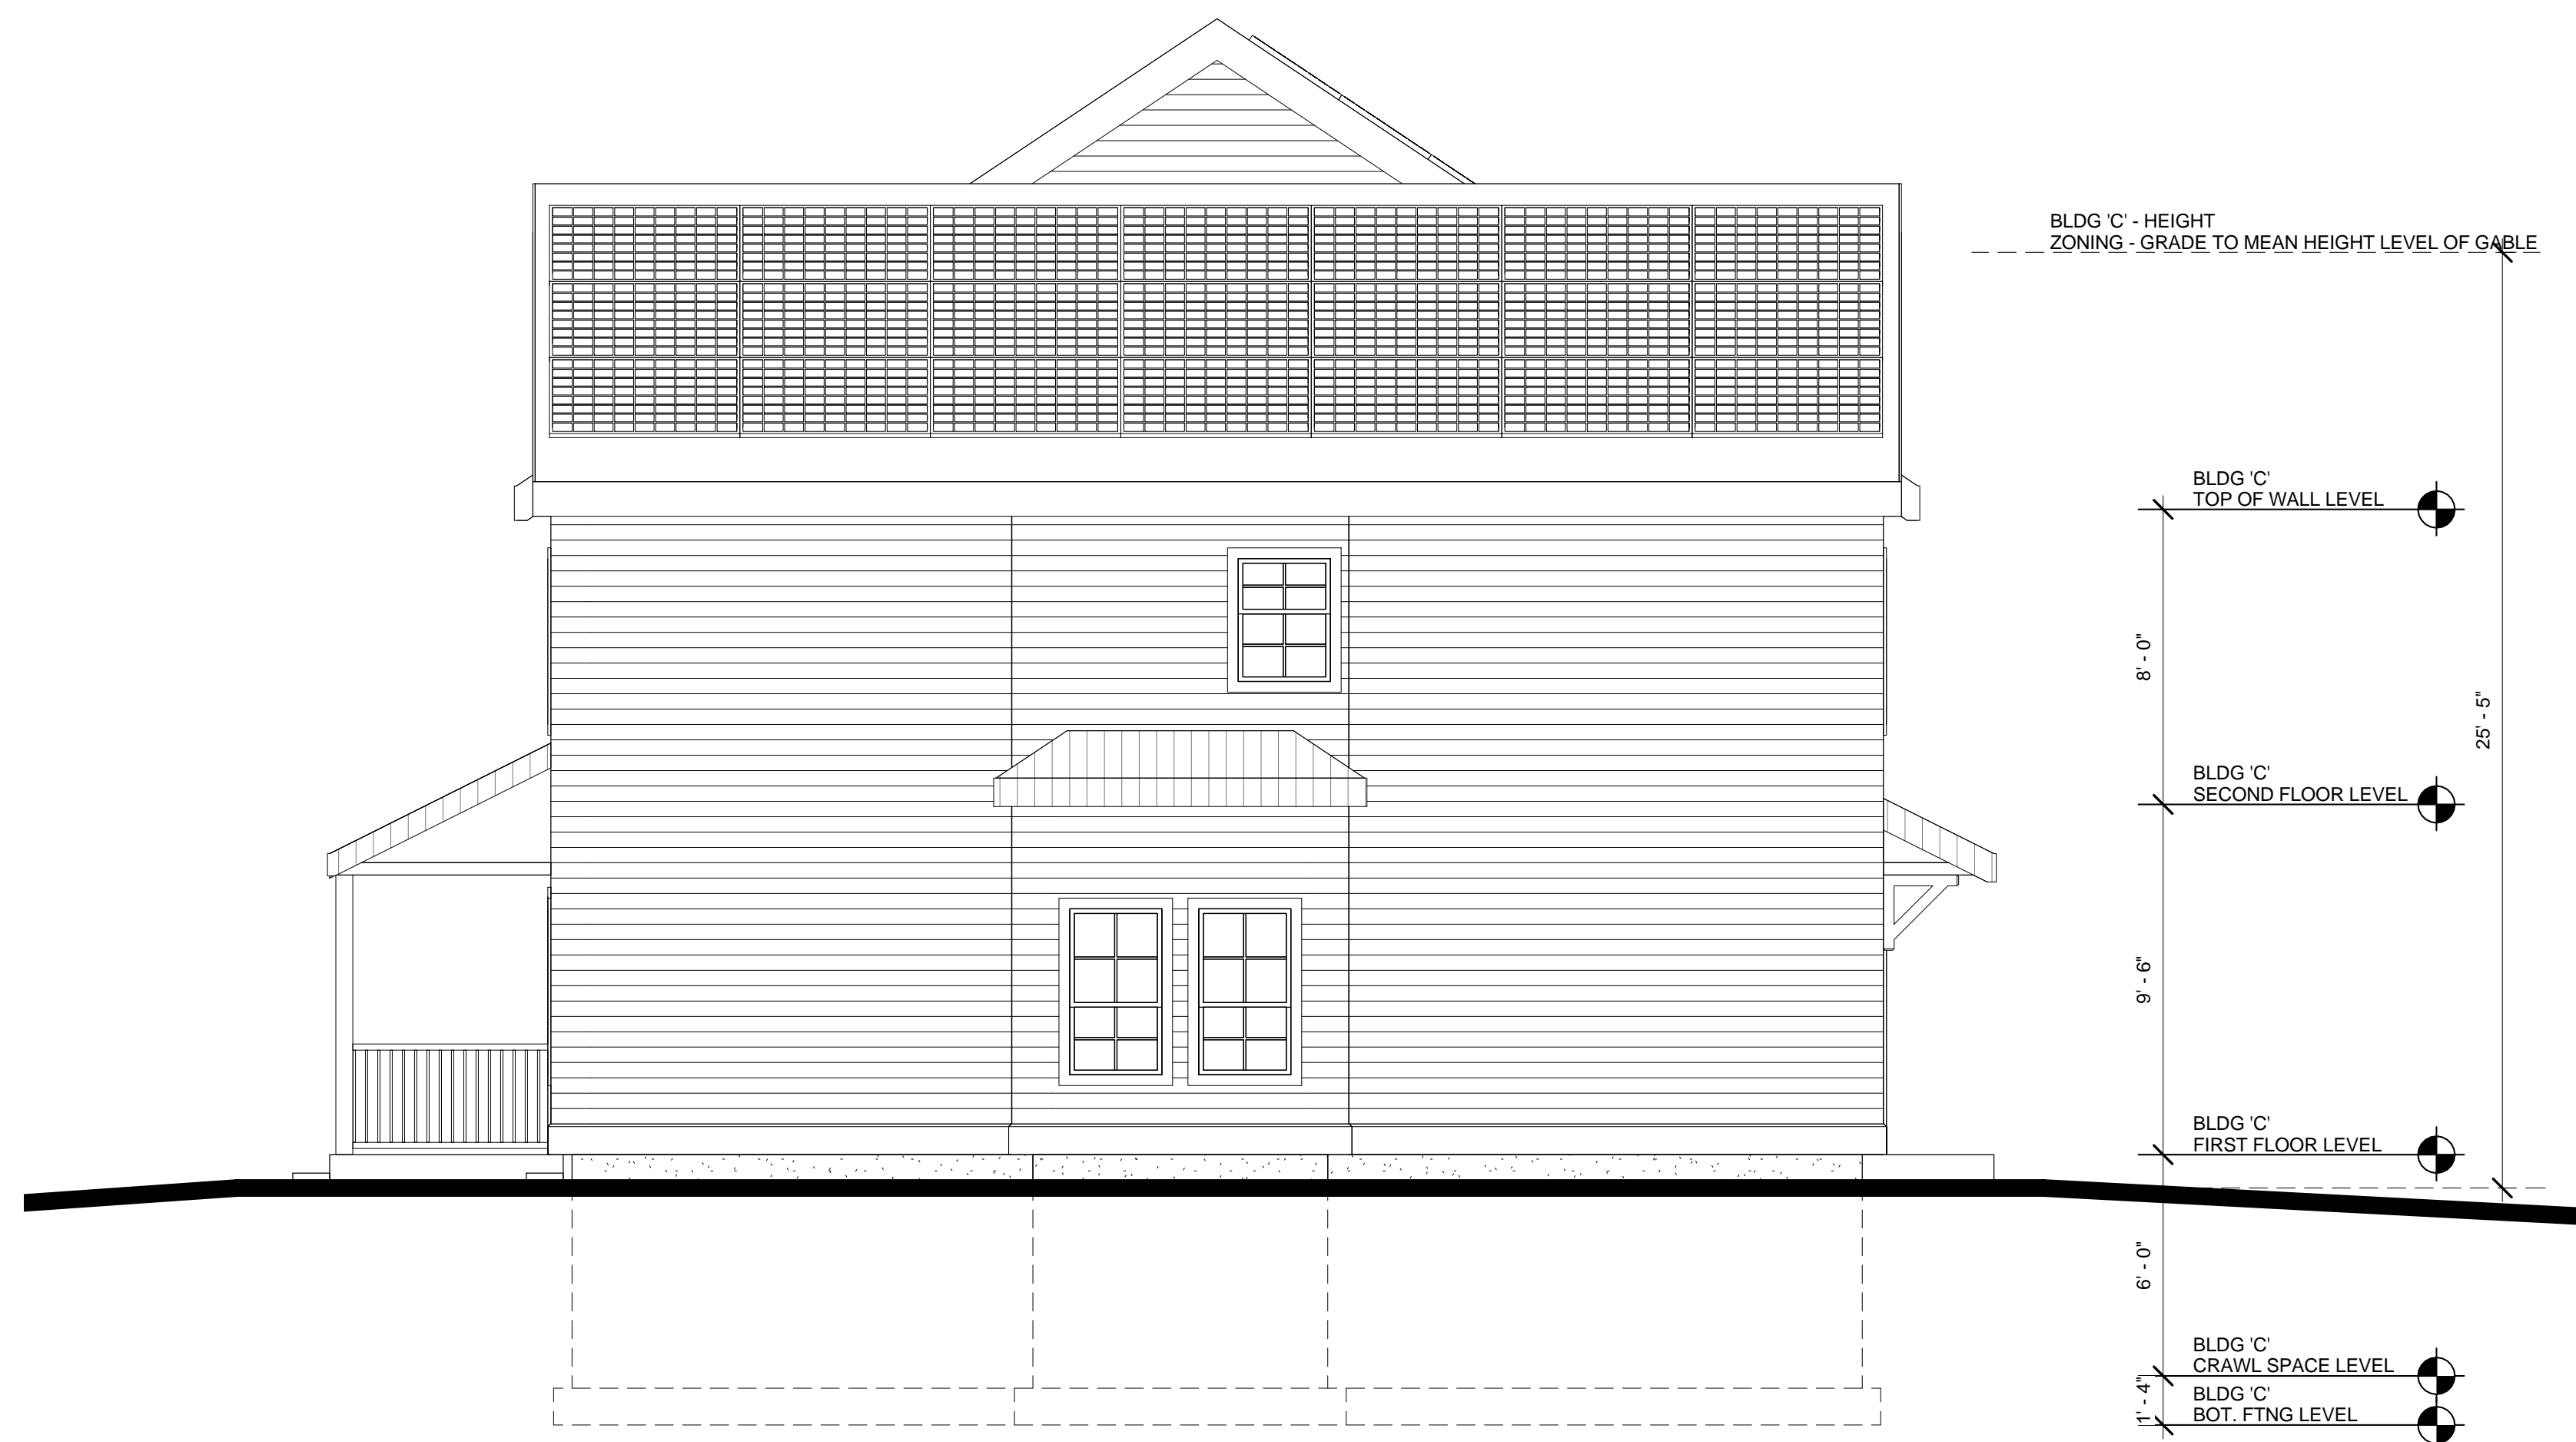 BLDG 'C' - HEIGHT
ZONING - GRADE TO MEAN HEIGHT LEVEL OF GABLE
BLDG 'C'
TOP OF WALL LEVEL
8' - 0"
25' - 5"
BLDG 'C'
SECOND FLOOR LEVEL
9' - 6"
BLDG 'C'
FIRST FLOOR LEVEL
6' - 0"
BLDG 'C'
CRAWL SPACE LEVEL
1' - 4"
BLDG 'C'
BOT. FTNG LEVEL